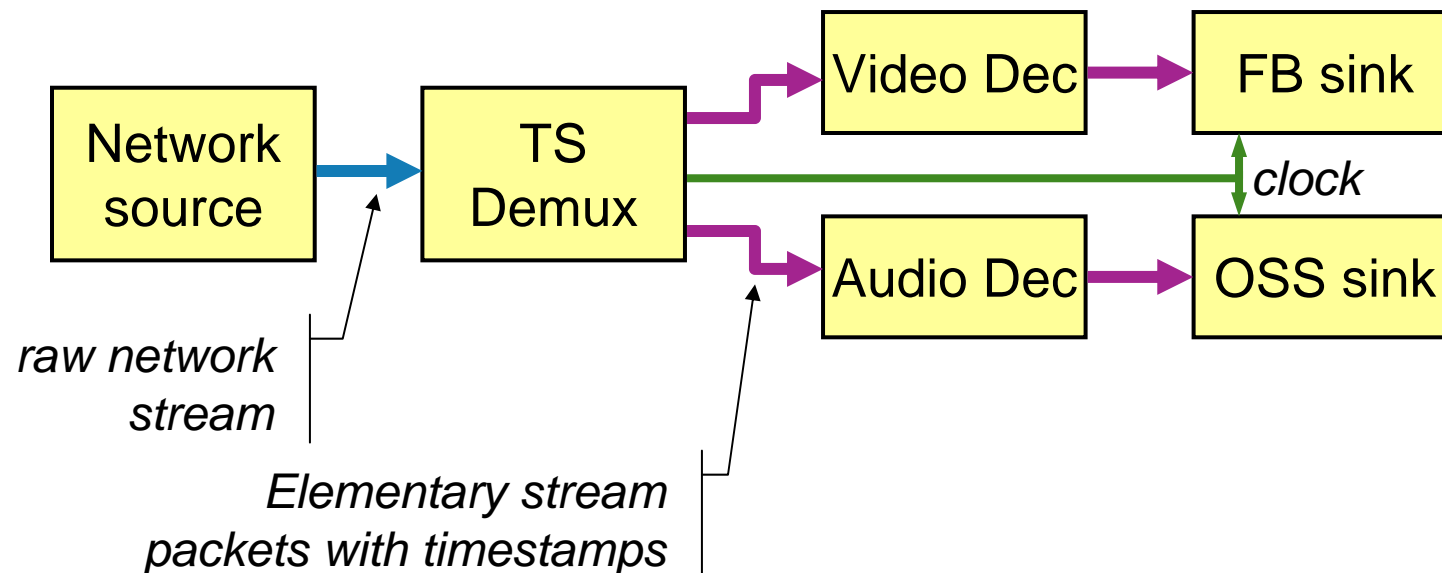 Network
source
TS
Demux
Video Dec
FB sink
clock
Audio Dec
OSS sink
raw network
stream
Elementary stream
packets with timestamps